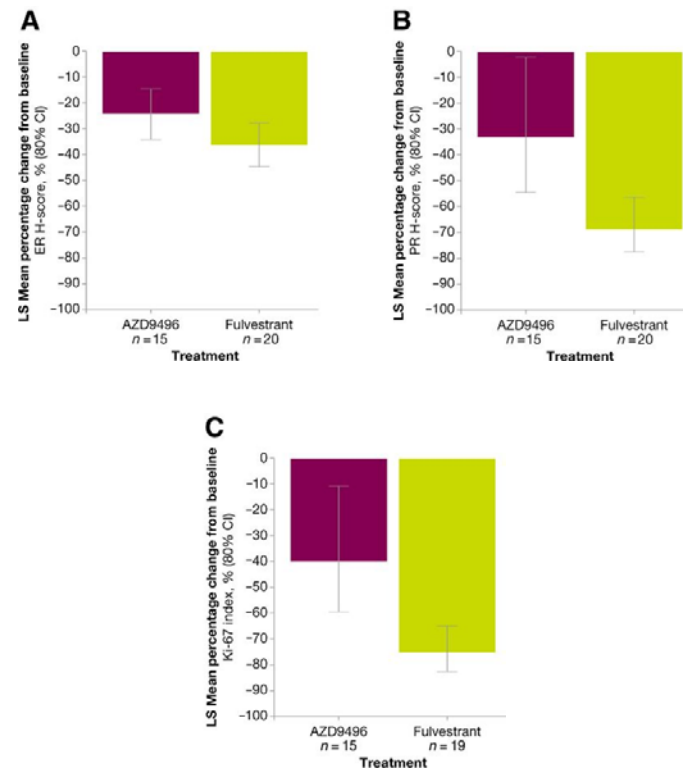 A
LS Mean percentage change from baseline
ER H-score, % (80% CI)
0
−10
−20
−30
−40
−50
−60
−70
−80
−90
−100
AZD9496
n = 15
Fulvestrant
n = 20
Treatment
B
LS Mean percentage change from baseline
PR H-score, % (80% CI)
0
−10
−20
−30
−40
−50
−60
−70
−80
−90
−100
AZD9496
n = 15
Fulvestrant
n = 20
Treatment
C
LS Mean percentage change from baseline
Ki-67 index, % (80% CI)
0
−10
−20
−30
−40
−50
−60
−70
−80
−90
−100
AZD9496
n = 15
Fulvestrant
n = 19
Treatment